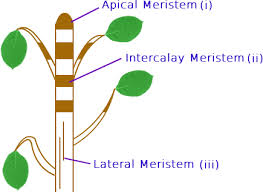 Apical Meristem (i)
Intercalay Meristem (ii)
Lateral Meristem (iii)